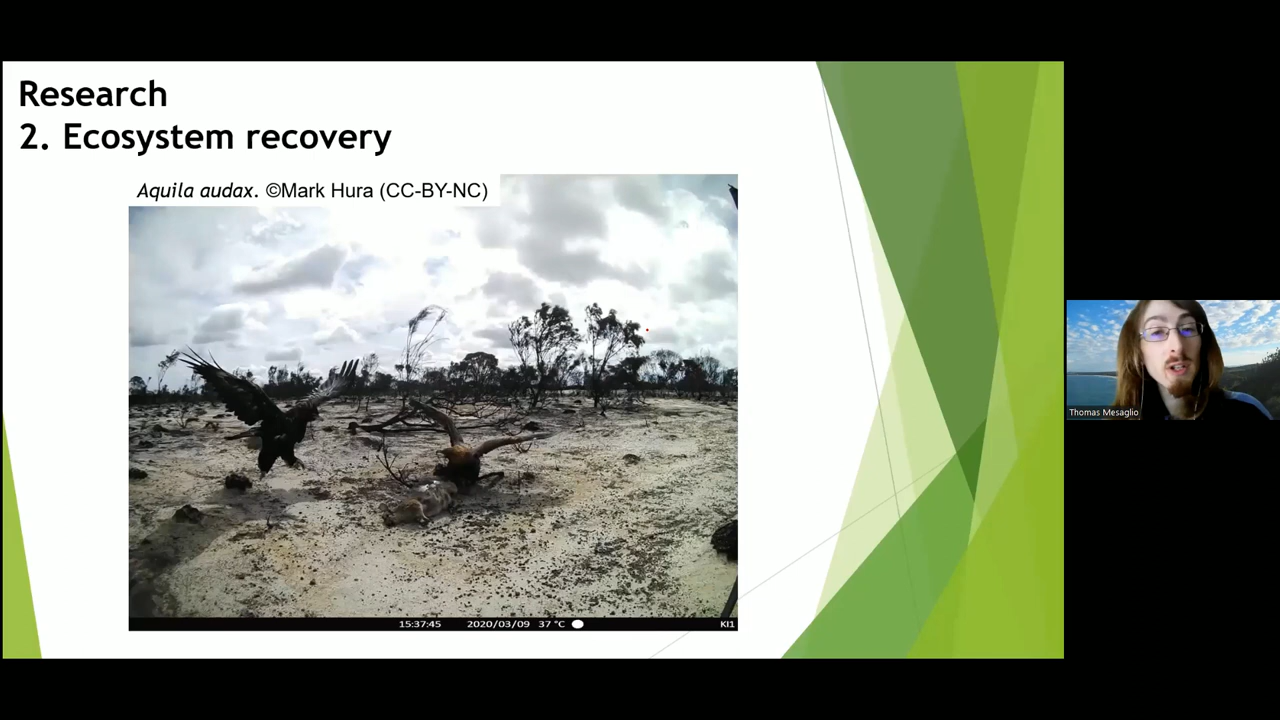 Research
2. Ecosystem recovery
Aquila audax. ©Mark Hura (CC-BY-NC)
15:37:45 2020/03/09 37 °C KI1
Thomas Mesaglio